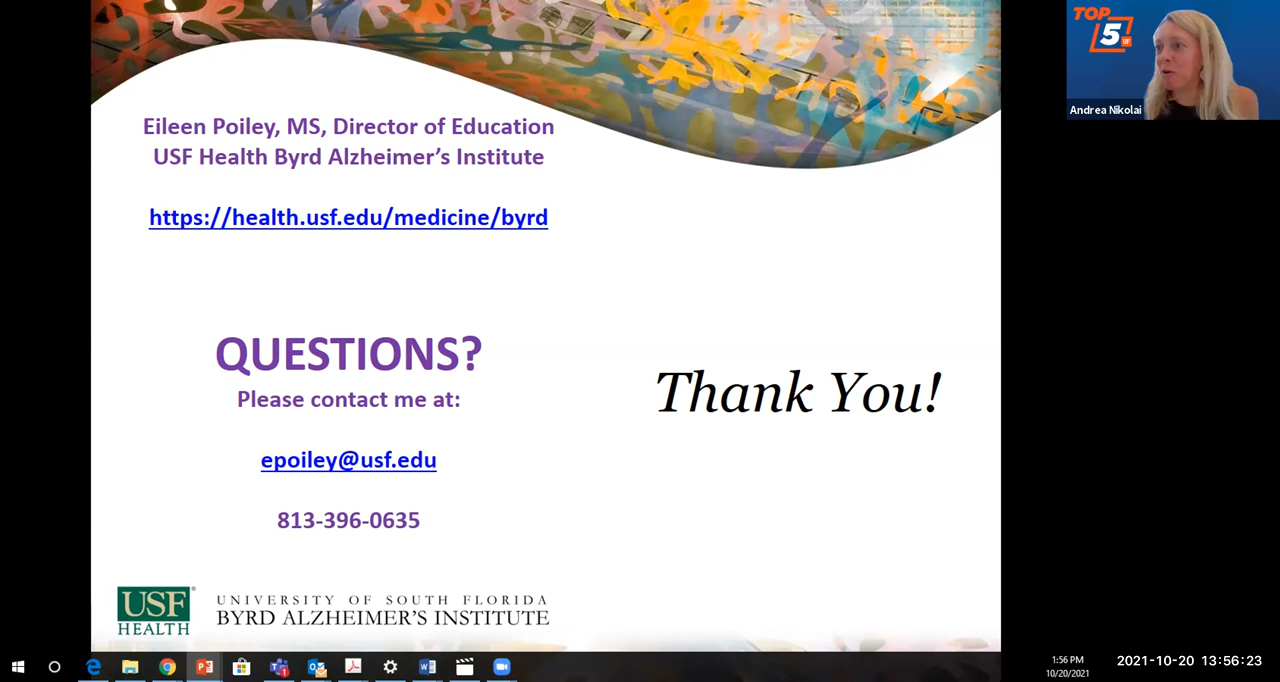 Eileen Poiley, MS, Director of Education
USF Health Byrd Alzheimer's Institute
https://health.usf.edu/medicine/byrd
QUESTIONS?
Please contact me at:
epoiley@usf.edu
813-396-0635
Thank You!
USF
HEALTH
UNIVERSITY OF SOUTH FLORIDA
BYRD ALZHEIMER'S INSTITUTE
TOP
5
UF
Andrea Nikolai
1:56 PM
10/20/2021
2021-10-20 13:56:23